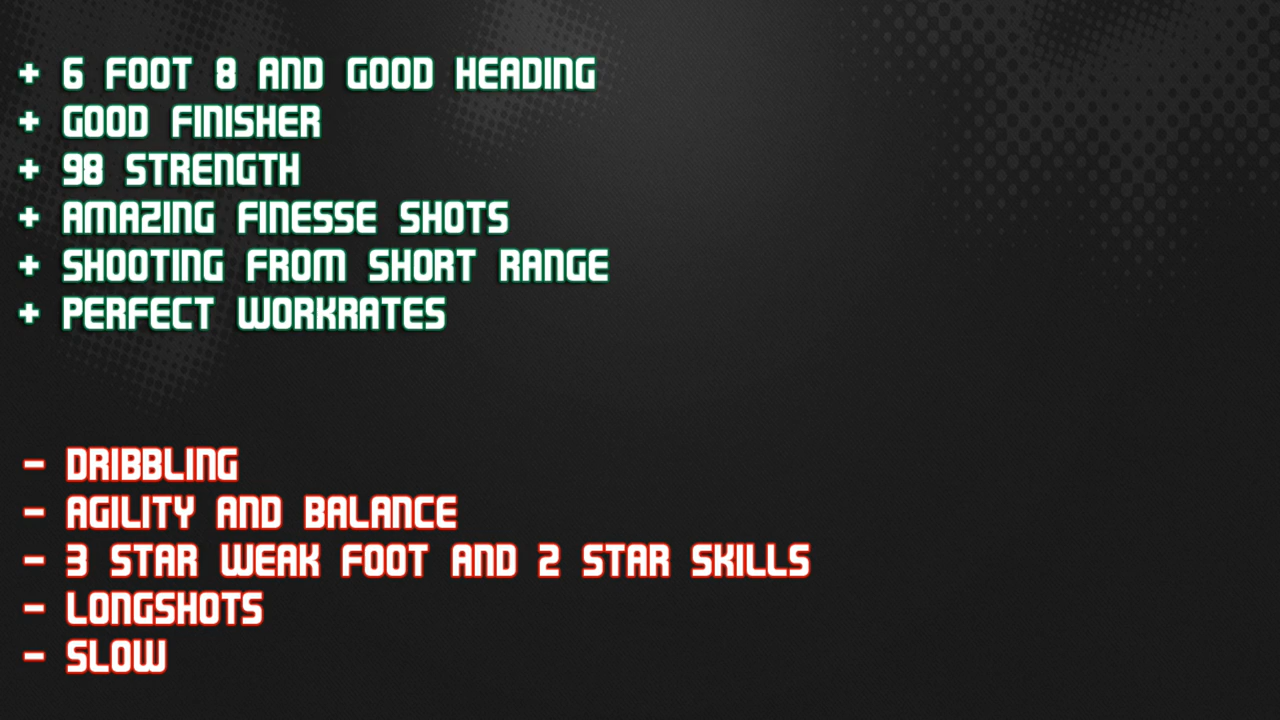 + 6 FOOT 8 AND GOOD HEADING
+ GOOD FINISHER
+ 98 STRENGTH
+ AMAZING FINESSE SHOTS
+ SHOOTING FROM SHORT RANGE
+ PERFECT WORKRATES
- DRIBBLING
- AGILITY AND BALANCE
- 3 STAR WEAK FOOT AND 2 STAR SKILLS
- LONGSHOTS
- SLOW